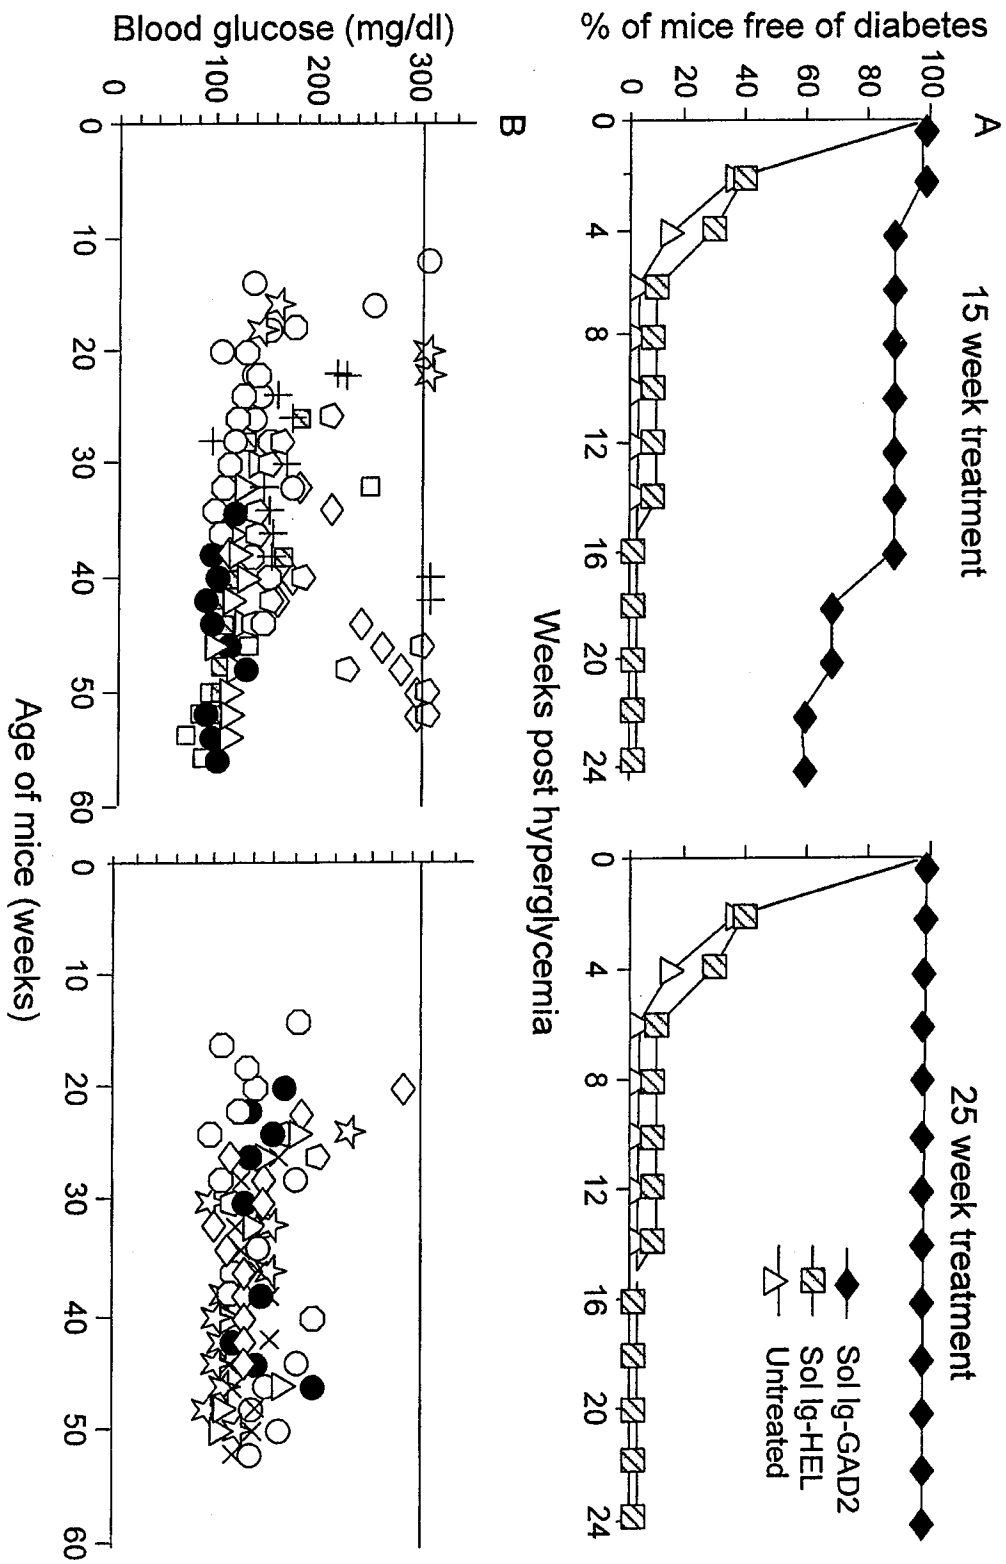 A
15 week treatment
25 week treatment
% of mice free of diabetes
100
80
60
40
20
0
Sol Ig-GAD2
Sol Ig-HEL
Untreated
0 4 8 12 16 20 24
0 4 8 12 16 20 24
Weeks post hyperglycemia
B
Blood glucose (mg/dl)
300
200
100
0
0 10 20 30 40 50 60
0 10 20 30 40 50 60
Age of mice (weeks)